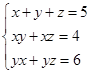 x + y + z = 5
xy + xz = 4
yx + yz = 6